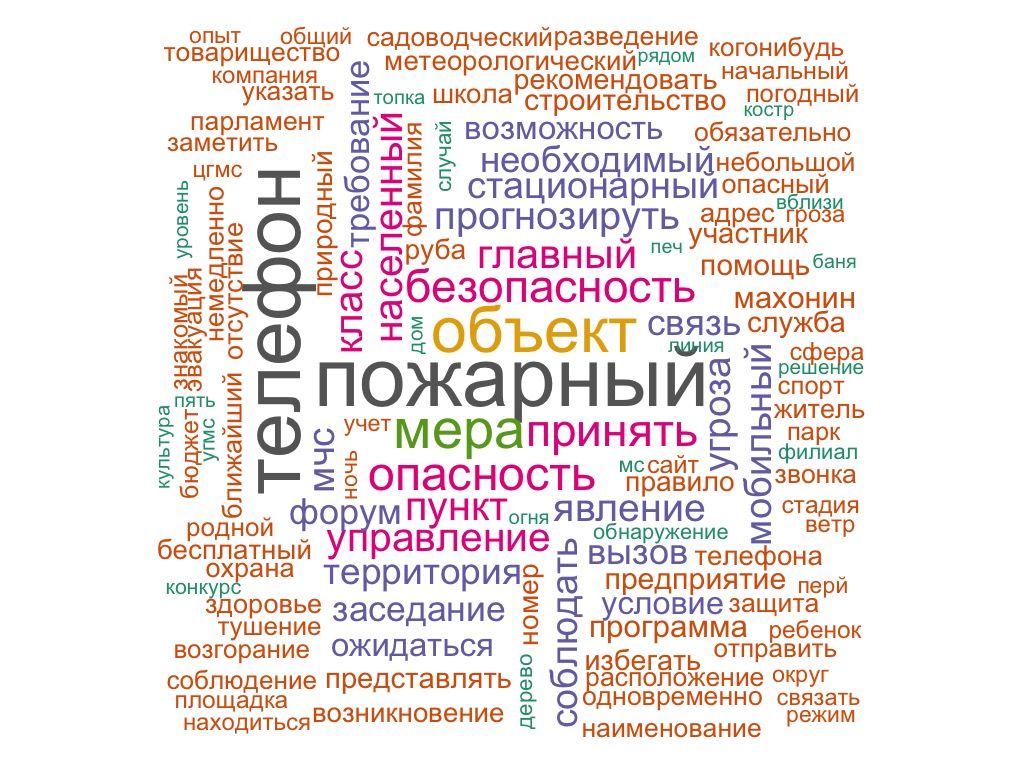 опыт
общий
садоводческий
разведение
когонибудь
товарищество
метеорологический
рядом
начальный
компания
рекомендовать
указать
топка
школа
строительство
погодный
костр
парламент
возможность
обязательно
заметить
необходимый
небольшой
цгмс
стационарный
опасный
вблизи
требование
населенный
фамилия
случай
природный
прогнозируть
адрес
гроза
участник
уровень
немедленно
отсутствие
телефон
класс
руба
главный
печ
помощь
баня
безопасность
махонин
знакомый
эвакуация
дом
объект
связь
служба
линия
сфера
пожарный
решение
спорт
пять
культура
бюджет
угмс
ближайший
мчс
ночь
учет
мера
принять
угроза
мобильный
житель
парк
филиал
опасность
мс
сайт
правило
звонка
форум
пункт
огня
явление
стадия
ветр
родной
управление
обнаружение
бесплатный
вызов
телефона
охрана
территория
номер
предприятие
перй
конкурс
соблюдать
здоровье
заседание
условие
защита
тушение
программа
ребенок
возгорание
ожидаться
избегать
отправить
соблюдение
представлять
дерево
расположение
округ
площадка
одновременно
связать
находиться
возникновение
наименование
режим